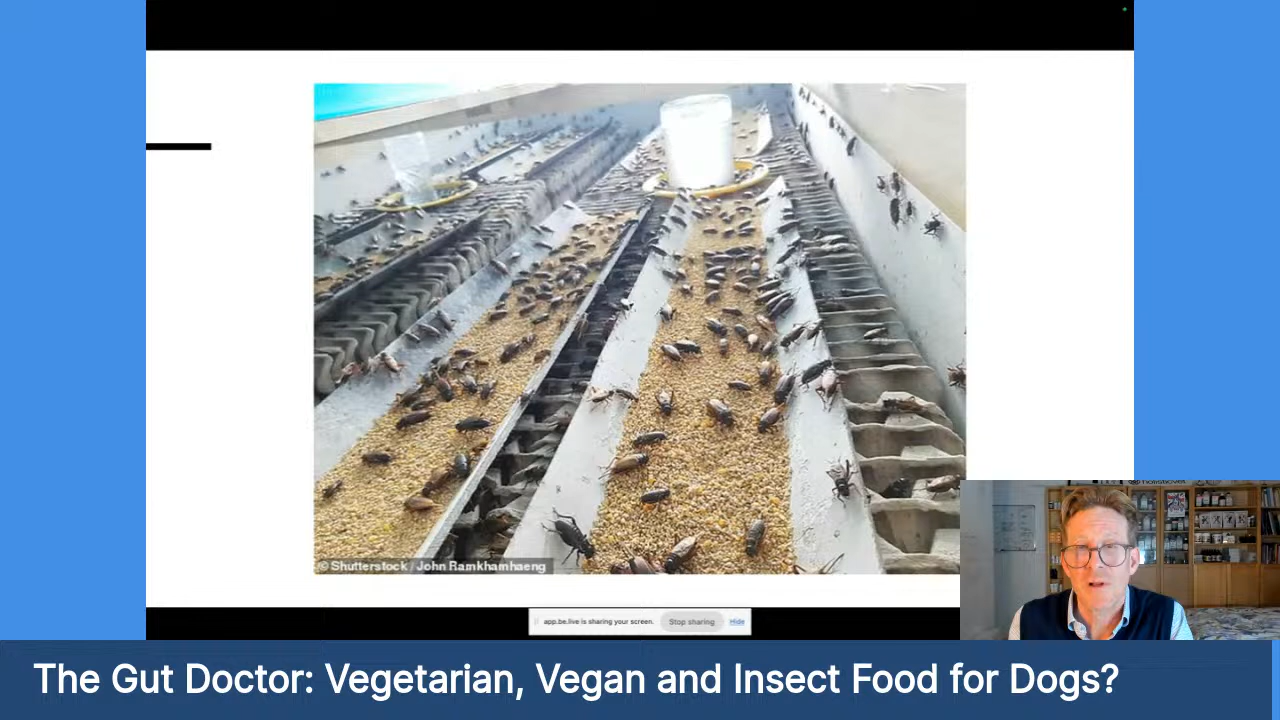 © Shutterstock / John Ramkhamhaeng
app.be.live is sharing your screen. Stop sharing Hide
The Gut Doctor: Vegetarian, Vegan and Insect Food for Dogs?